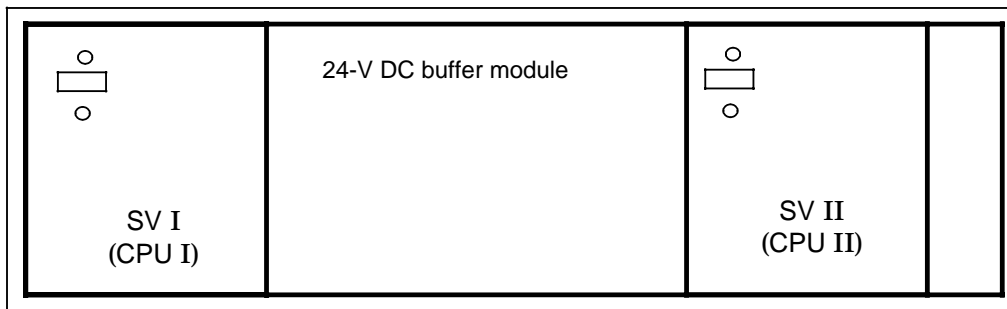 24-V DC buffer module
SV I
(CPU I)
SV II
(CPU II)